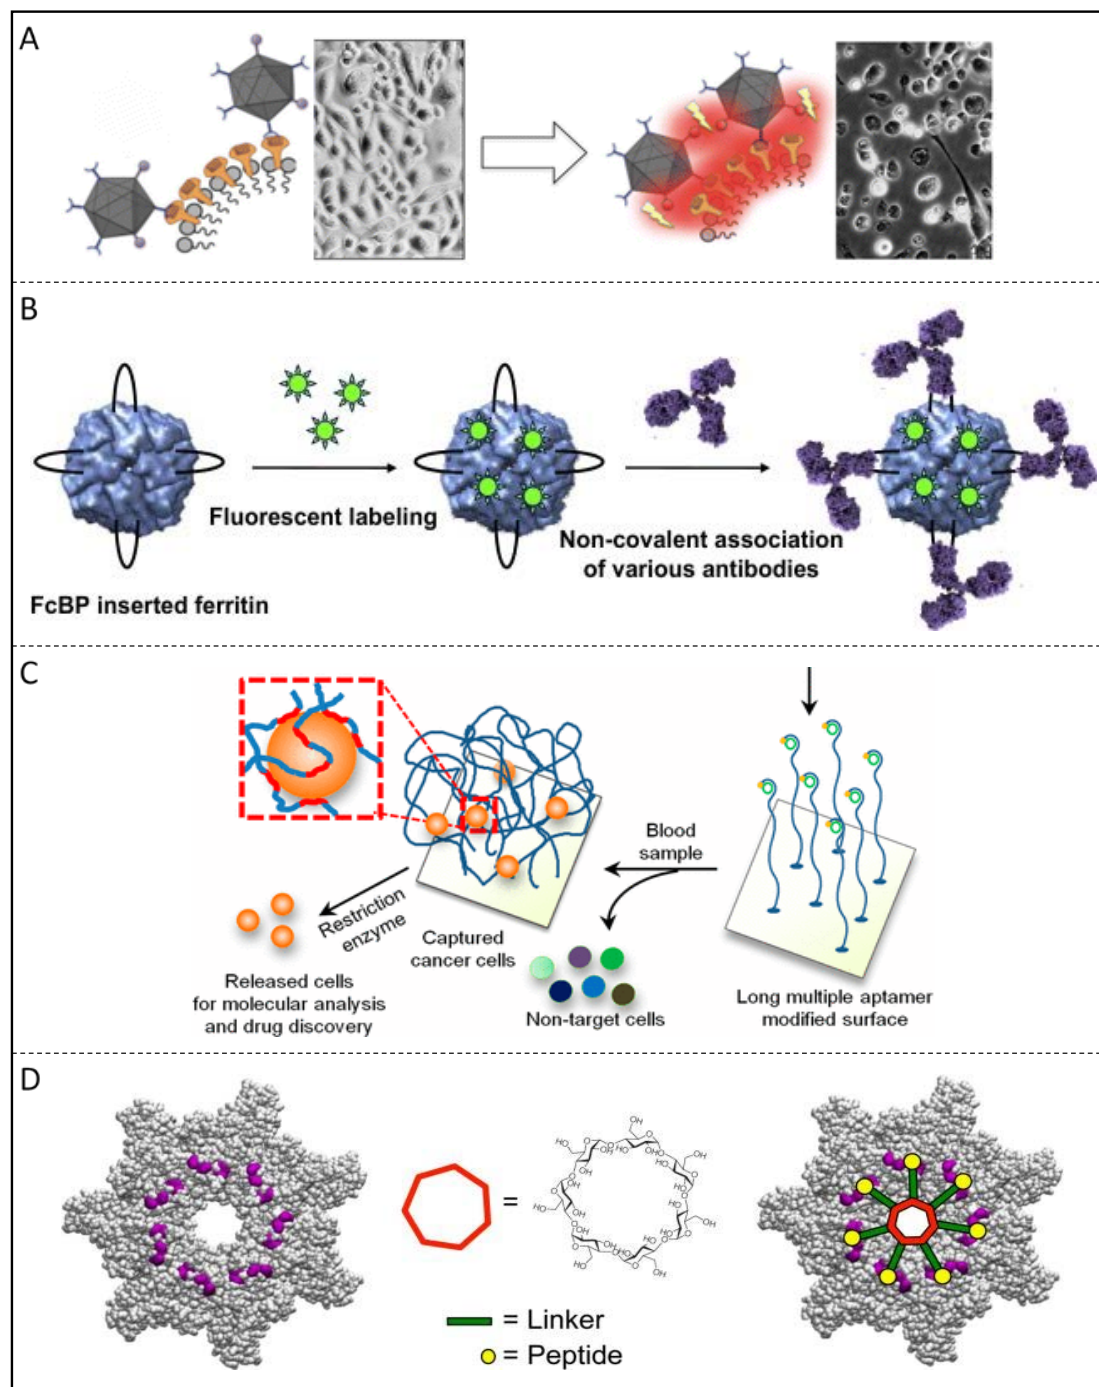 A
B
Fluorescent labeling
Non-covalent association
of various antibodies
FcBP inserted ferritin
C
Blood
sample
Restriction
enzyme
Captured
cancer cells
Released cells
for molecular analysis
and drug discovery
Non-target cells
Long multiple aptamer
modified surface
D
=
= Linker
= Peptide